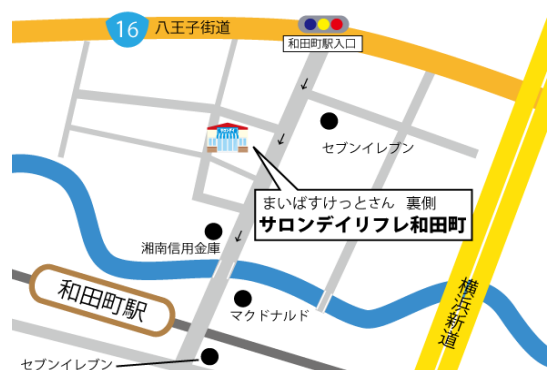 16
八王子街道
和田町駅入口
セブンイレブン
まいばすけっとさん 裏側
サロンデイリフレ和田町
湘南信用金庫
横浜新道
和田町駅
マクドナルド
セブンイレブン